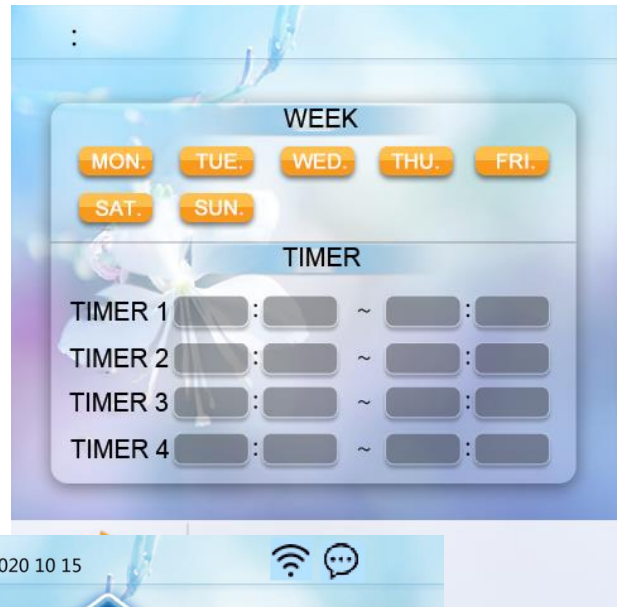 :
WEEK
MON. TUE. WED. THU. FRI.
SAT. SUN.
TIMER
TIMER 1 : ~ :
TIMER 2 : ~ :
TIMER 3 : ~ :
TIMER 4 : ~ :
020 10 15